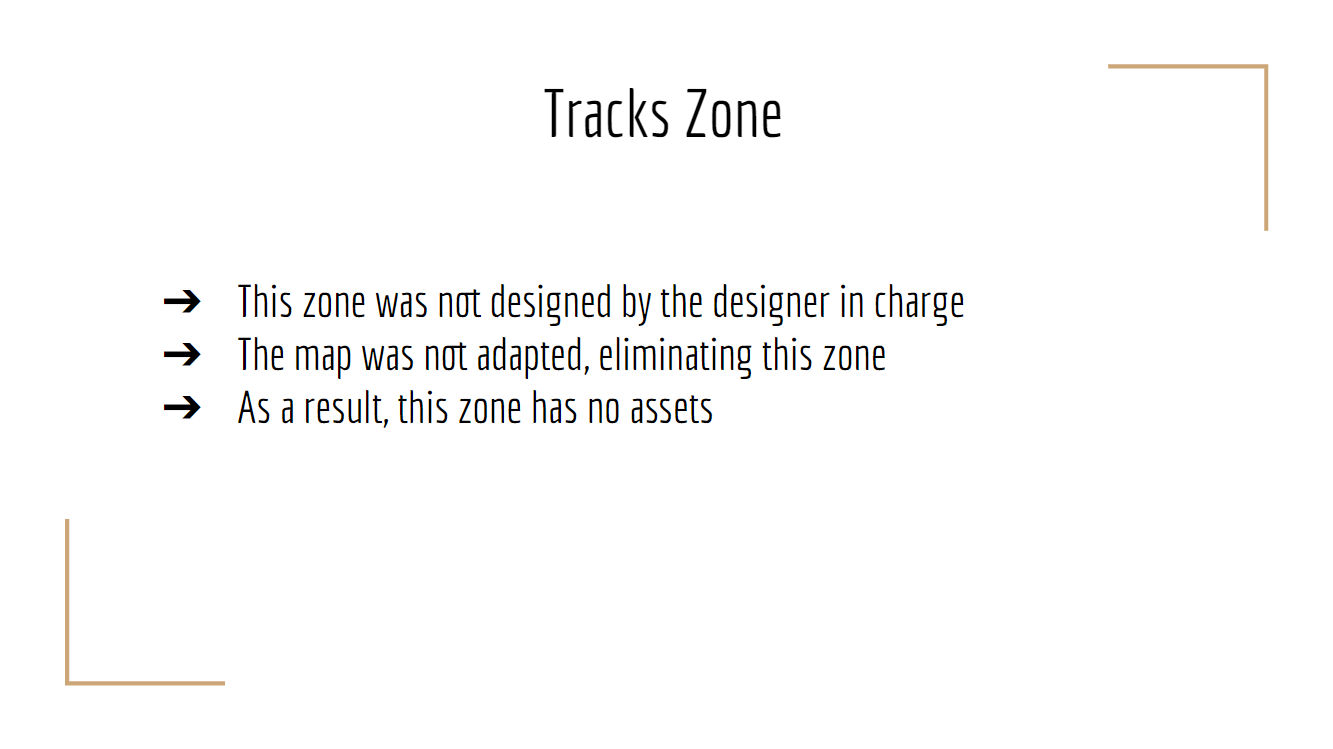 Tracks Zone
➔ This zone was not designed by the designer in charge
➔ The map was not adapted, eliminating this zone
➔ As a result, this zone has no assets